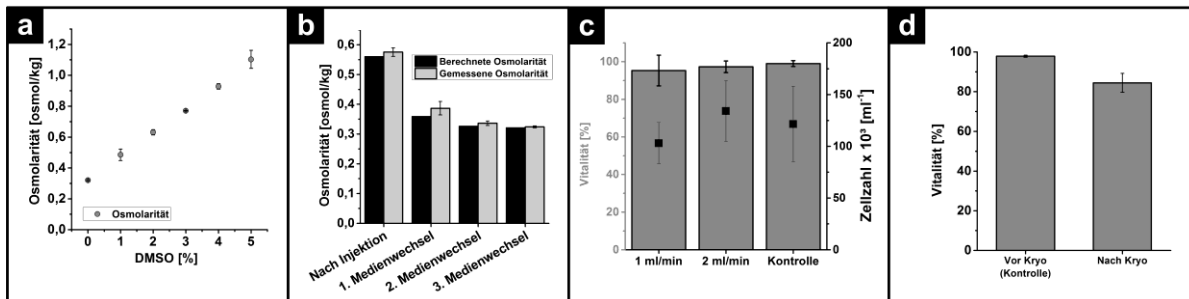 a
Osmolarität [osmol/kg]
1,2
1,0
0,8
0,6
0,4
0,2
0,0
Osmolarität
0 1 2 3 4 5
DMSO [%]
b
Osmolarität [osmol/kg]
0,6
0,5
0,4
0,3
0,2
0,1
0,0
Berechnete Osmolarität
Gemessene Osmolarität
Nach Injektion
1. Medienwechsel
2. Medienwechsel
3. Medienwechsel
c
Vitalität [%]
100
80
60
40
20
0
200
150
100
50
0
Zellzahl x 10³ [ml⁻¹]
1 ml/min 2 ml/min Kontrolle
d
Vitalität [%]
100
80
60
40
20
0
Vor Kryo
(Kontrolle)
Nach Kryo